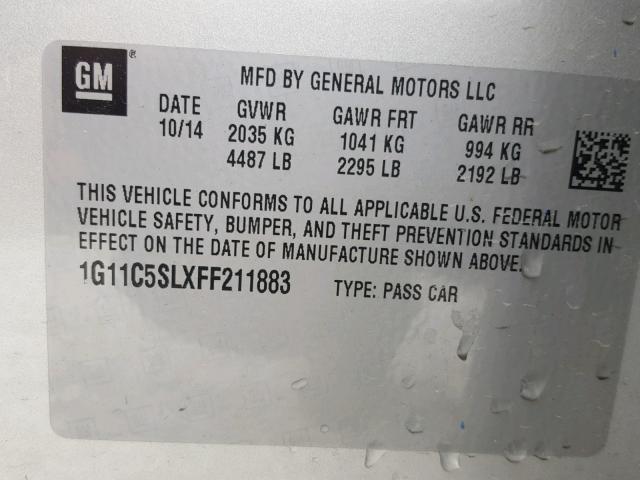 GM®
MFD BY GENERAL MOTORS LLC
DATE GVWR GAWR FRT GAWR RR
10/14 2035 KG 1041 KG 994 KG
4487 LB 2295 LB 2192 LB
THIS VEHICLE CONFORMS TO ALL APPLICABLE U.S. FEDERAL MOTOR
VEHICLE SAFETY, BUMPER, AND THEFT PREVENTION STANDARDS IN
EFFECT ON THE DATE OF MANUFACTURE SHOWN ABOVE.
1G11C5SLXFF211883 TYPE: PASS CAR